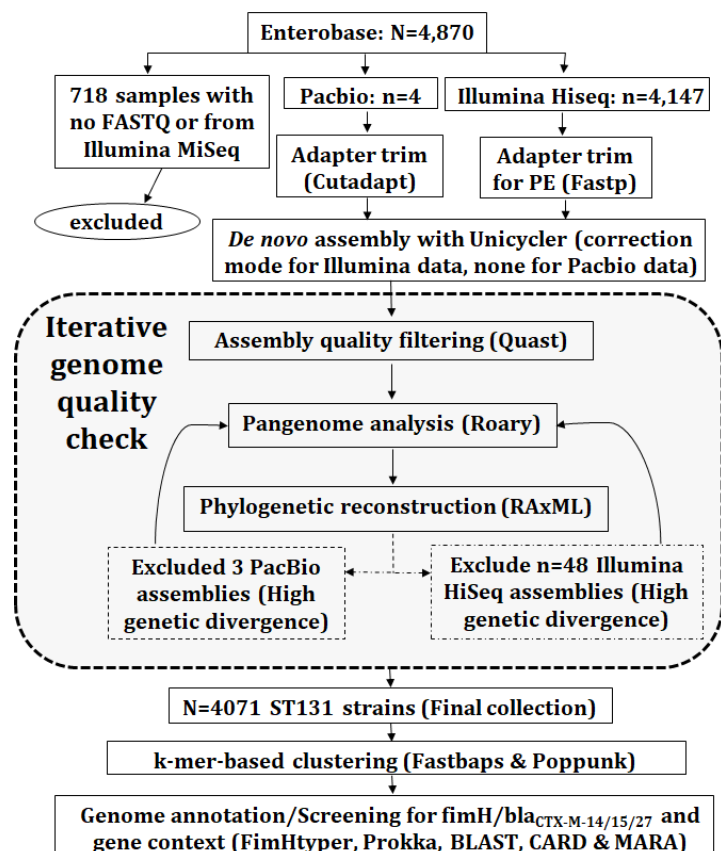 Enterobase: N=4,870
718 samples with
no FASTQ or from
Illumina MiSeq
Pacbio: n=4
Illumina Hiseq: n=4,147
Adapter trim
(Cutadapt)
Adapter trim
for PE (Fastp)
excluded
De novo assembly with Unicycler (correction
mode for Illumina data, none for Pacbio data)
Iterative
genome
quality
check
Assembly quality filtering (Quast)
Pangenome analysis (Roary)
Phylogenetic reconstruction (RAxML)
Excluded 3 PacBio
assemblies (High
genetic divergence)
Exclude n=48 Illumina
HiSeq assemblies (High
genetic divergence)
N=4071 ST131 strains (Final collection)
k-mer-based clustering (Fastbaps & Poppunk)
Genome annotation/Screening for fimH/blaCTX-M-14/15/27 and
gene context (FimHtyper, Prokka, BLAST, CARD & MARA)